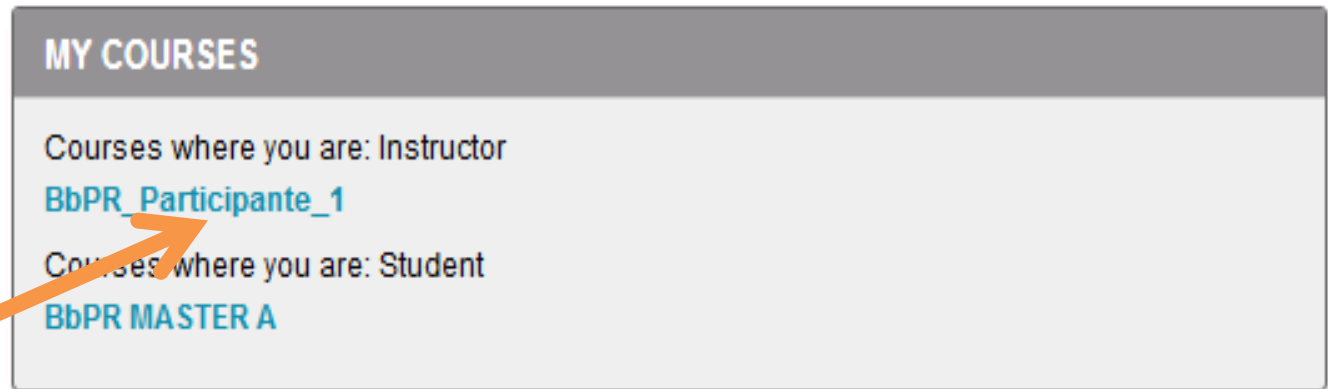 MY COURSES
Courses where you are: Instructor
BbPR_Participante_1
Courses where you are: Student
BbPR MASTER A